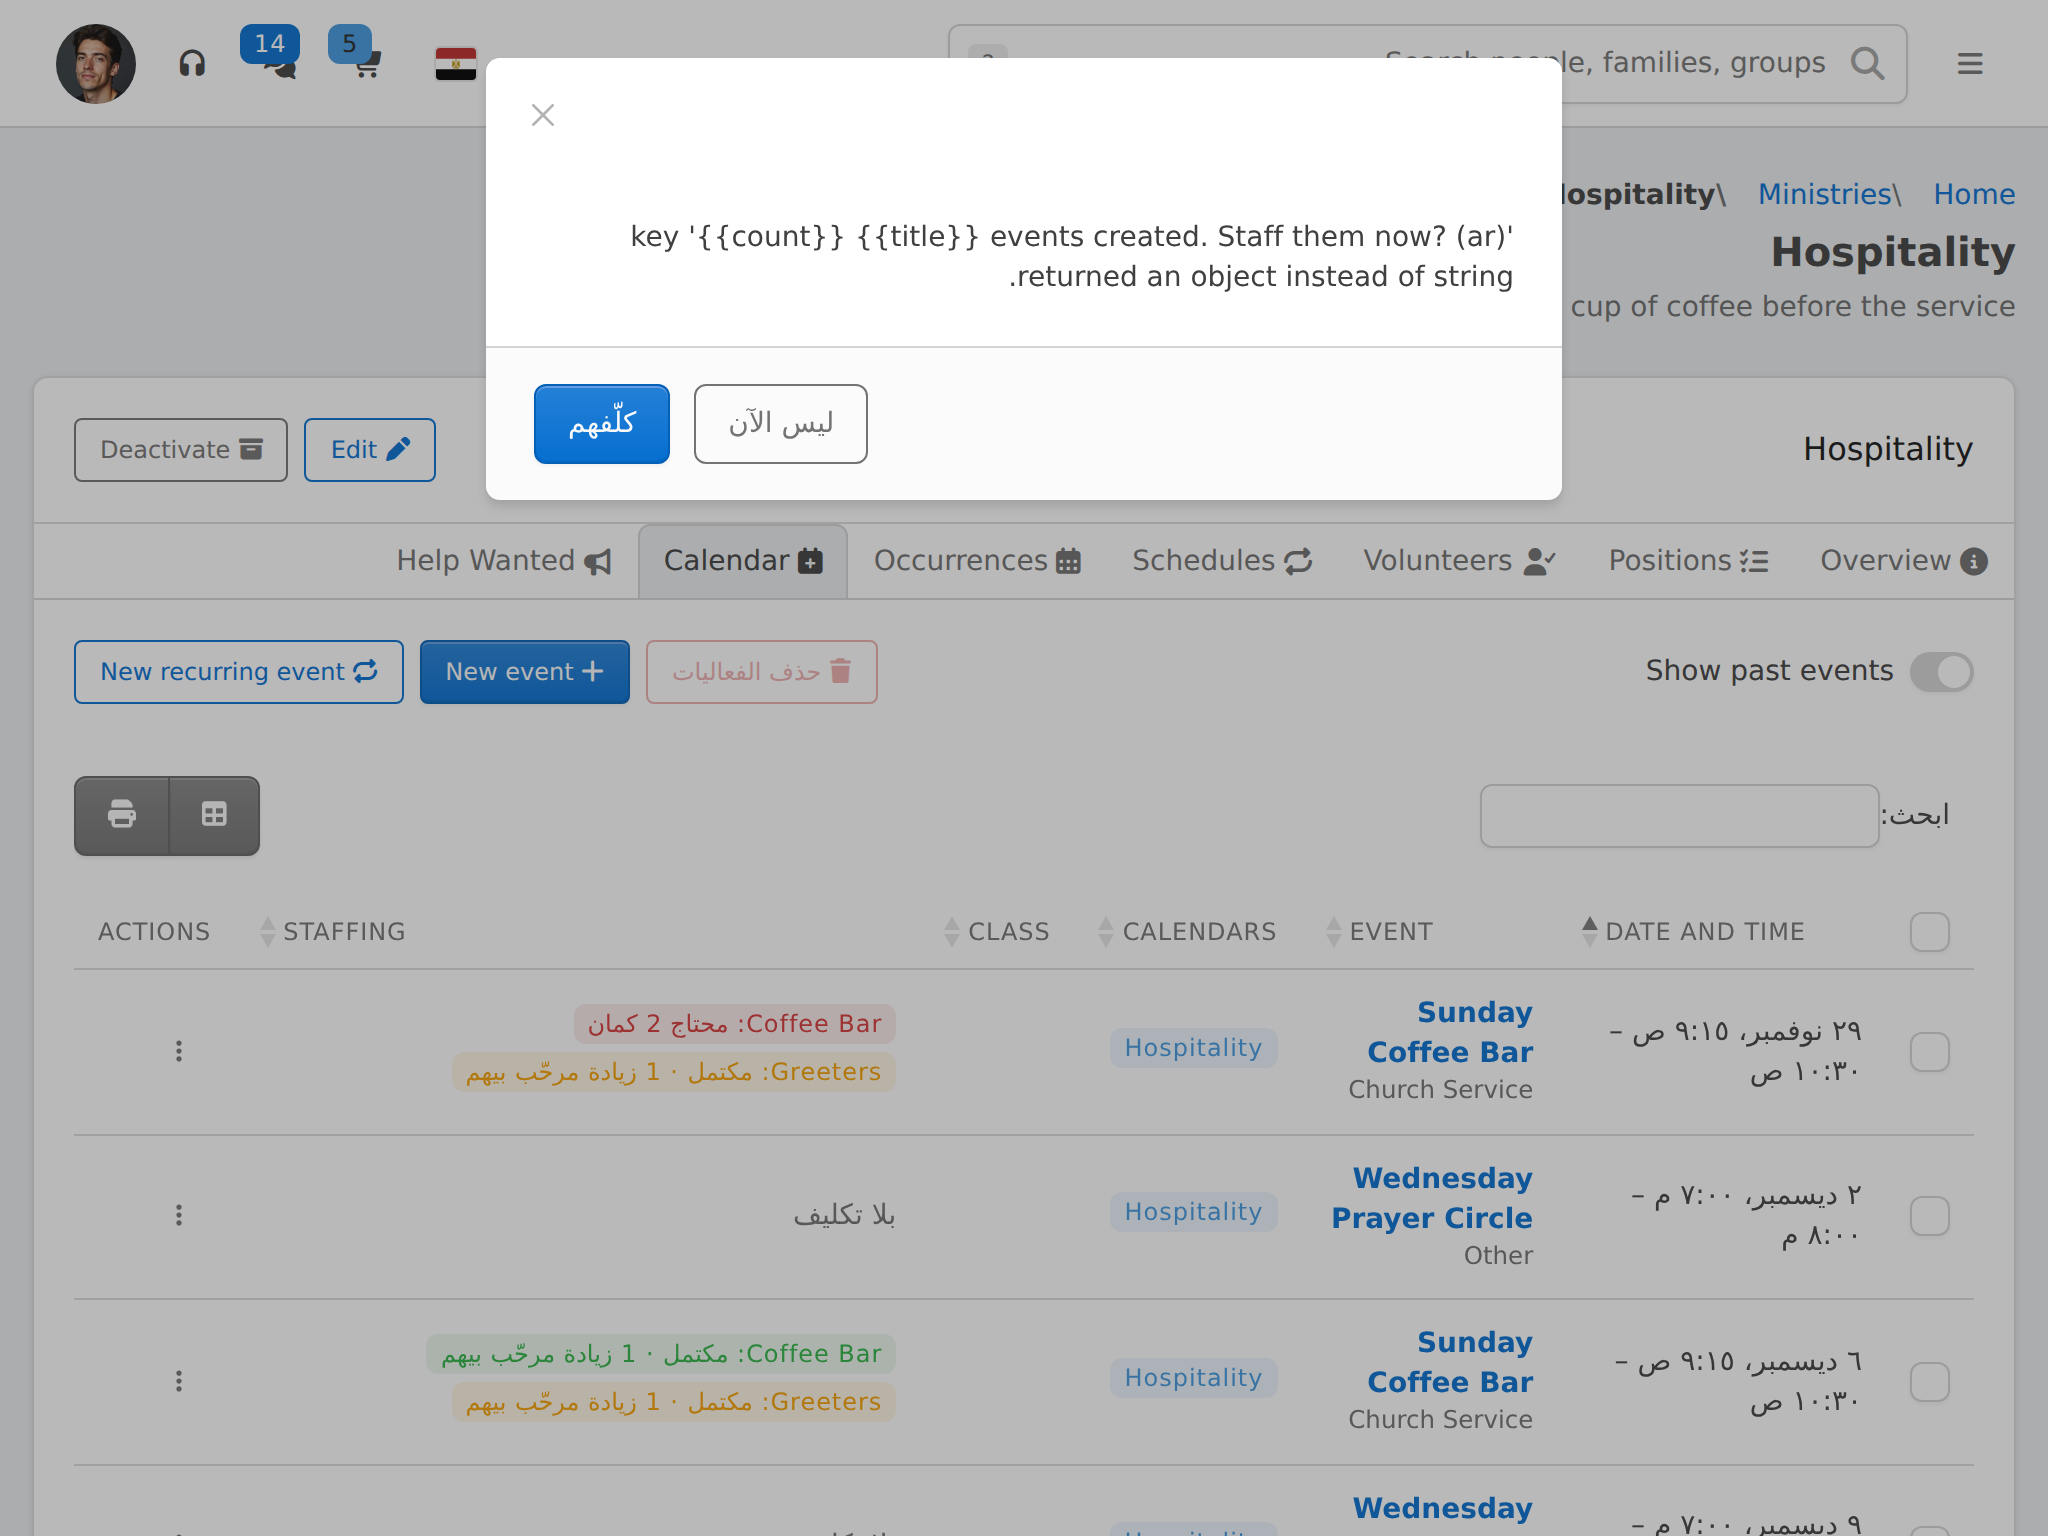 14
5
Search people, families, groups
Home
Ministries\
Hospitality\
Hospitality
cup of coffee before the service
key '{{count}} {{title}} events created. Staff them now? (ar)'
returned an object instead of string.
ليس الآن
كلّفهم
Hospitality
Edit
Deactivate
Overview
Positions
Volunteers
Schedules
Occurrences
Calendar
Help Wanted
Show past events
حذف الفعاليات
New event
New recurring event
ابحث:
DATE AND TIME
EVENT
CALENDARS
CLASS
STAFFING
ACTIONS
٢٩ نوفمبر، ٩:١٥ ص –
١٠:٣٠ ص
Sunday
Coffee Bar
Church Service
Hospitality
Coffee Bar: محتاج 2 كمان
Greeters: مكتمل · 1 زيادة مرحّب بيهم
٢ ديسمبر، ٧:٠٠ م –
٨:٠٠ م
Wednesday
Prayer Circle
Other
Hospitality
بلا تكليف
٦ ديسمبر، ٩:١٥ ص –
١٠:٣٠ ص
Sunday
Coffee Bar
Church Service
Hospitality
Coffee Bar: مكتمل · 1 زيادة مرحّب بيهم
Greeters: مكتمل · 1 زيادة مرحّب بيهم
٩ ديسمبر، ٧:٠٠ م –
Wednesday